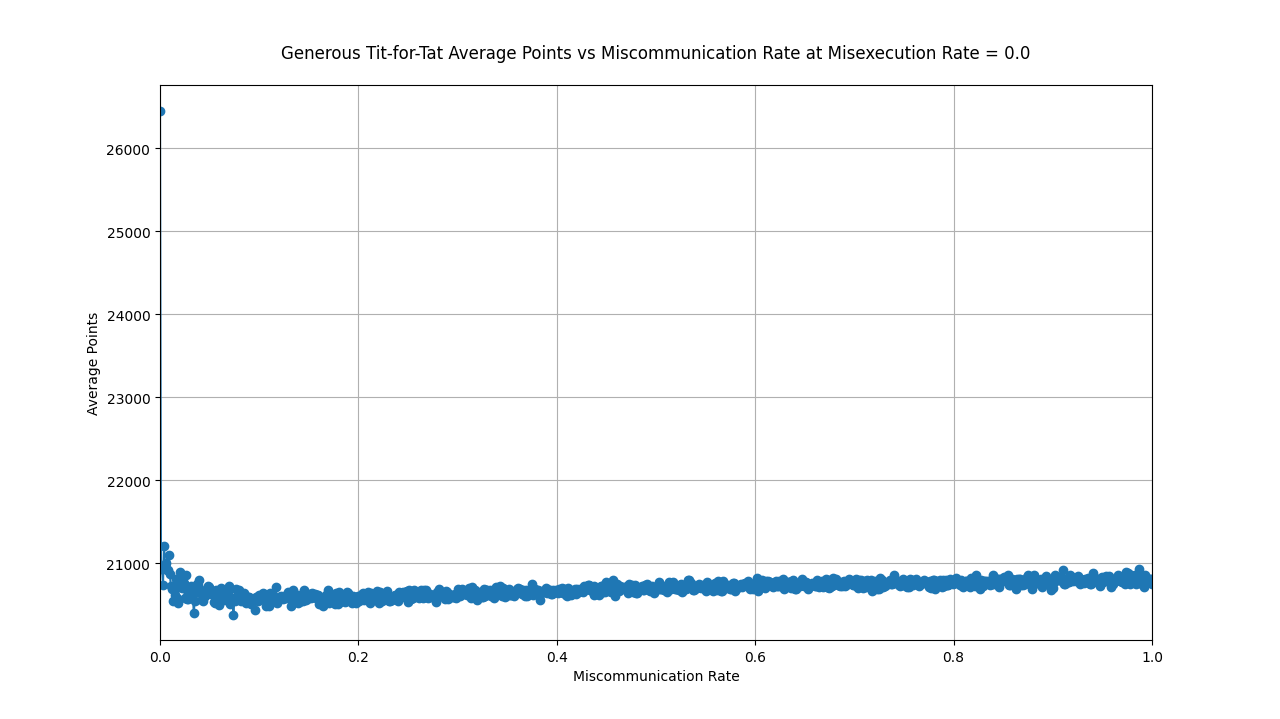 Generous Tit-for-Tat Average Points vs Miscommunication Rate at Misexecution Rate = 0.0
26000
25000
24000
23000
22000
21000
Average Points
0.0 0.2 0.4 0.6 0.8 1.0
Miscommunication Rate